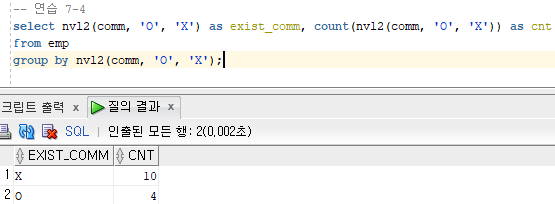 -- 연습 7-4
select nvl2(comm, 'O', 'X') as exist_comm, count(nvl2(comm, 'O', 'X')) as cnt
from emp
group by nvl2(comm, 'O', 'X');
크립트 출력 x 질의 결과 x
SQL | 인출된 모든 행: 2(0,002초)
EXIST_COMM CNT
1 X 10
2 O 4